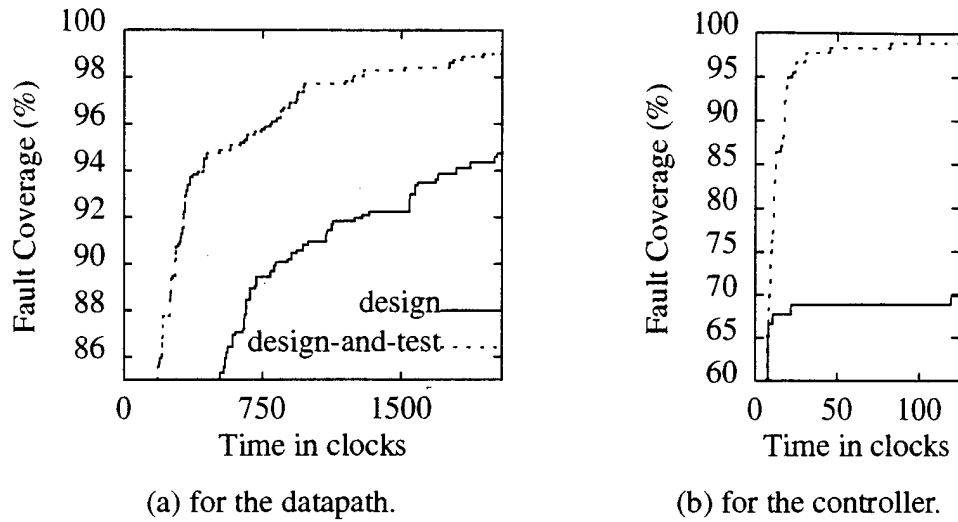 100
98
96
94
92
90
88
86
Fault Coverage (%)
design
design-and-test
0 750 1500
Time in clocks
(a) for the datapath.
100
95
90
85
80
75
70
65
60
Fault Coverage (%)
0 50 100
Time in clocks
(b) for the controller.